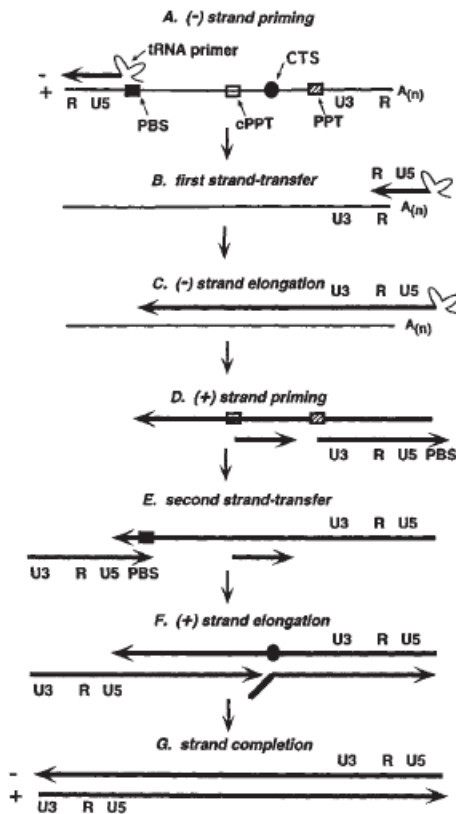 A. (-) strand priming
tRNA primer
CTS
-
+
R U5 U3 R A(n)
PBS cPPT PPT
B. first strand-transfer
R U5
U3 R A(n)
C. (-) strand elongation
U3 R U5
A(n)
D. (+) strand priming
U3 R U5 PBS
E. second strand-transfer
U3 R U5
U3 R U5 PBS
F. (+) strand elongation
U3 R U5
U3 R U5
G. strand completion
U3 R U5
-
+
U3 R U5